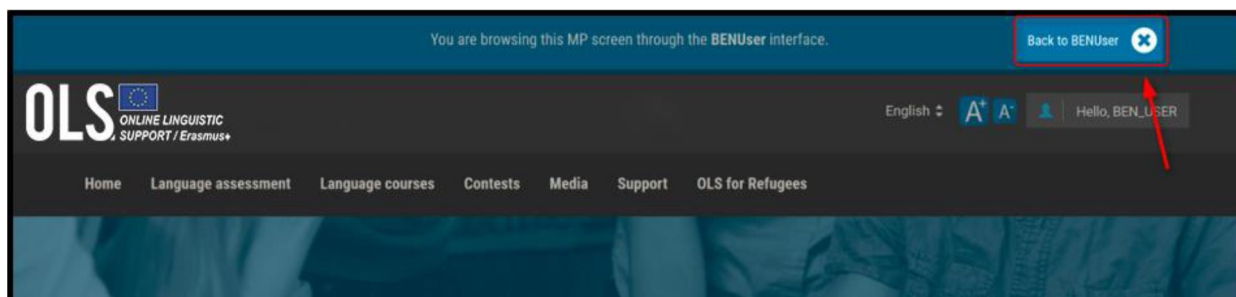 You are browsing this MP screen through the BENUser interface.
Back to BENUser
OLS
ONLINE LINGUISTIC
SUPPORT / Erasmus+
English
A+ A-
Hello, BEN_USER
Home Language assessment Language courses Contests Media Support OLS for Refugees